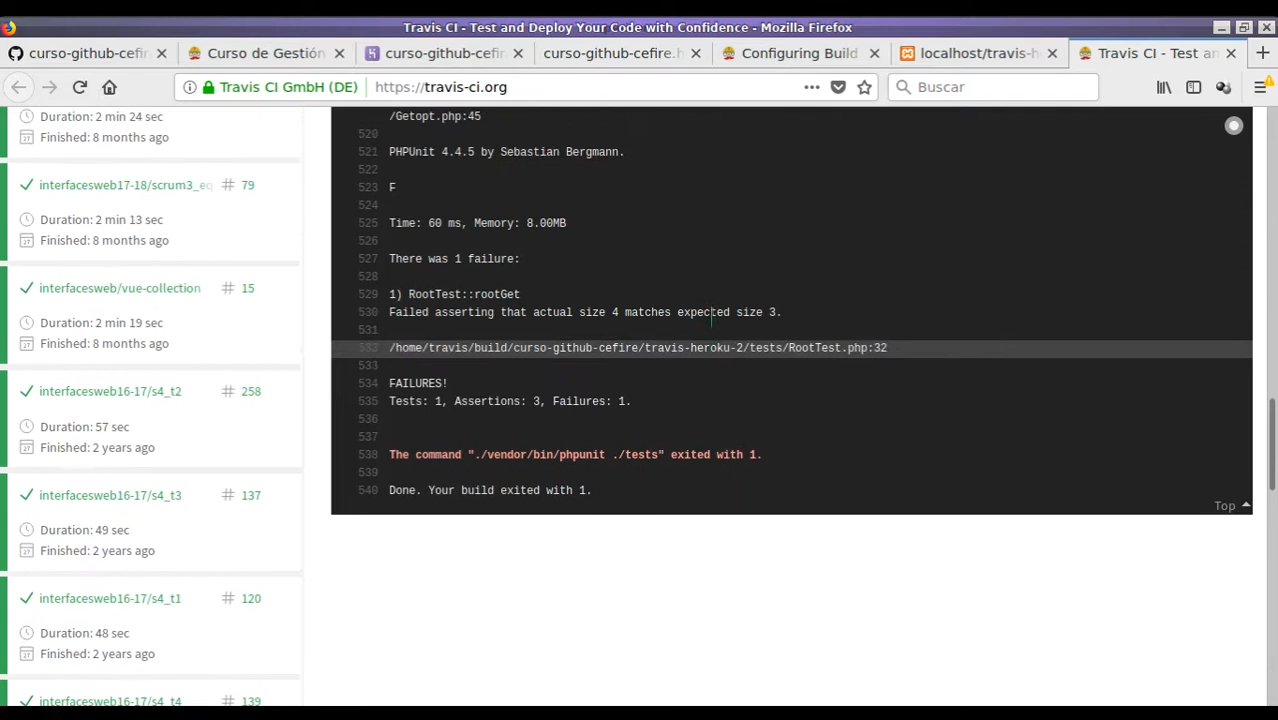 Travis CI - Test and Deploy Your Code with Confidence - Mozilla Firefox
curso-github-cefir
Curso de Gestión
curso-github-cefir
curso-github-cefire.h
Configuring Build
localhost/travis-h
Travis CI - Test an
Travis CI GmbH (DE)
https://travis-ci.org
Buscar
Duration: 2 min 24 sec
Finished: 8 months ago
interfacesweb17-18/scrum3_eq # 79
Duration: 2 min 13 sec
Finished: 8 months ago
interfacesweb/vue-collection # 15
Duration: 2 min 19 sec
Finished: 8 months ago
interfacesweb16-17/s4_t2 # 258
Duration: 57 sec
Finished: 2 years ago
interfacesweb16-17/s4_t3 # 137
Duration: 49 sec
Finished: 2 years ago
interfacesweb16-17/s4_t1 # 120
Duration: 48 sec
Finished: 2 years ago
interfacesweb16-17/s4_t4 # 139
/Getopt.php:45
520
521 PHPUnit 4.4.5 by Sebastian Bergmann.
522
523 F
524
525 Time: 60 ms, Memory: 8.00MB
526
527 There was 1 failure:
528
529 1) RootTest::rootGet
530 Failed asserting that actual size 4 matches expected size 3.
531
532 /home/travis/build/curso-github-cefire/travis-heroku-2/tests/RootTest.php:32
533
534 FAILURES!
535 Tests: 1, Assertions: 3, Failures: 1.
536
537
538 The command "./vendor/bin/phpunit ./tests" exited with 1.
539
540 Done. Your build exited with 1.
Top